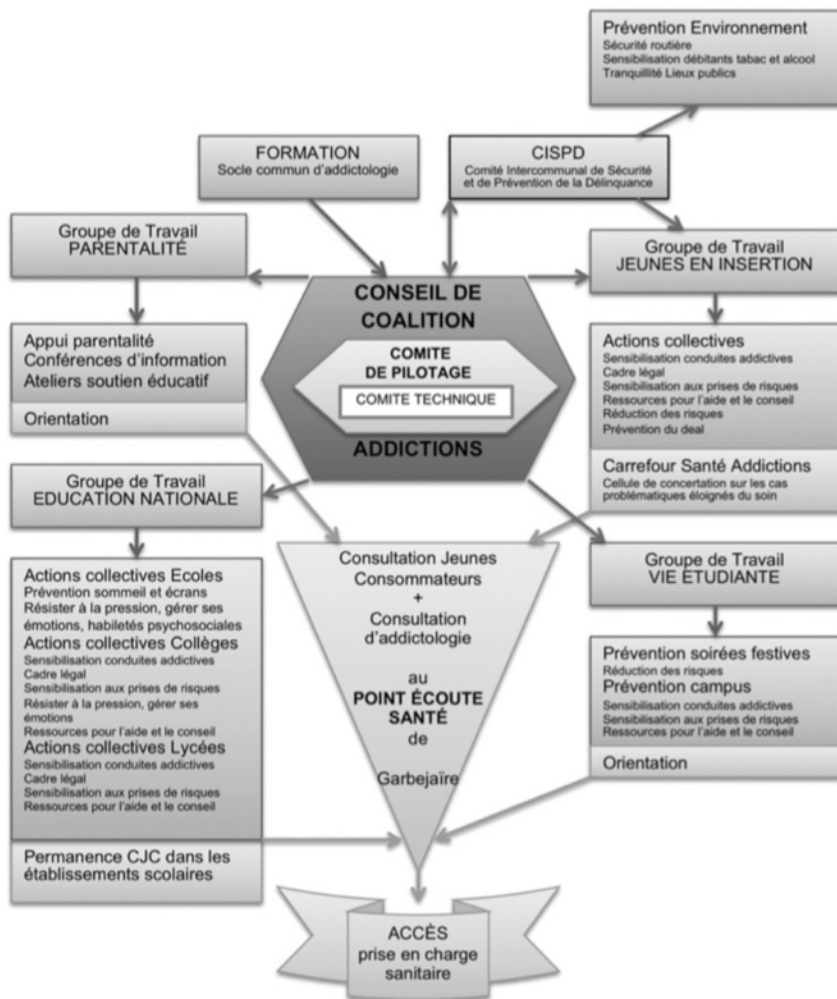 Prévention Environnement
Sécurité routière
Sensibilisation débitants tabac et alcool
Tranquillité Lieux publics
FORMATION
Socle commun d'addictologie
CISPD
Comité Intercommunal de Sécurité
et de Prévention de la Délinquance
Groupe de Travail
PARENTALITÉ
Groupe de Travail
JEUNES EN INSERTION
CONSEIL DE
COALITION
COMITE
DE PILOTAGE
COMITE TECHNIQUE
ADDICTIONS
Appui parentalité
Conférences d'information
Ateliers soutien éducatif
Orientation
Actions collectives
Sensibilisation conduites addictives
Cadre légal
Sensibilisation aux prises de risques
Ressources pour l'aide et le conseil
Réduction des risques
Prévention du deal
Carrefour Santé Addictions
Cellule de concertation sur les cas
problématiques éloignés du soin
Groupe de Travail
EDUCATION NATIONALE
Actions collectives Ecoles
Prévention sommeil et écrans
Résister à la pression, gérer ses
émotions, habiletés psychosociales
Actions collectives Collèges
Sensibilisation conduites addictives
Cadre légal
Sensibilisation aux prises de risques
Résister à la pression, gérer ses
émotions
Ressources pour l'aide et le conseil
Actions collectives Lycées
Sensibilisation conduites addictives
Cadre légal
Sensibilisation aux prises de risques
Ressources pour l'aide et le conseil
Permanence CJC dans les
établissements scolaires
Consultation Jeunes
Consommateurs
+
Consultation
d'addictologie
au
POINT ÉCOUTE
SANTÉ
de
Garbejaïre
Groupe de Travail
VIE ÉTUDIANTE
Prévention soirées festives
Réduction des risques
Prévention campus
Sensibilisation conduites addictives
Sensibilisation aux prises de risques
Ressources pour l'aide et le conseil
Orientation
ACCÈS
prise en charge
sanitaire